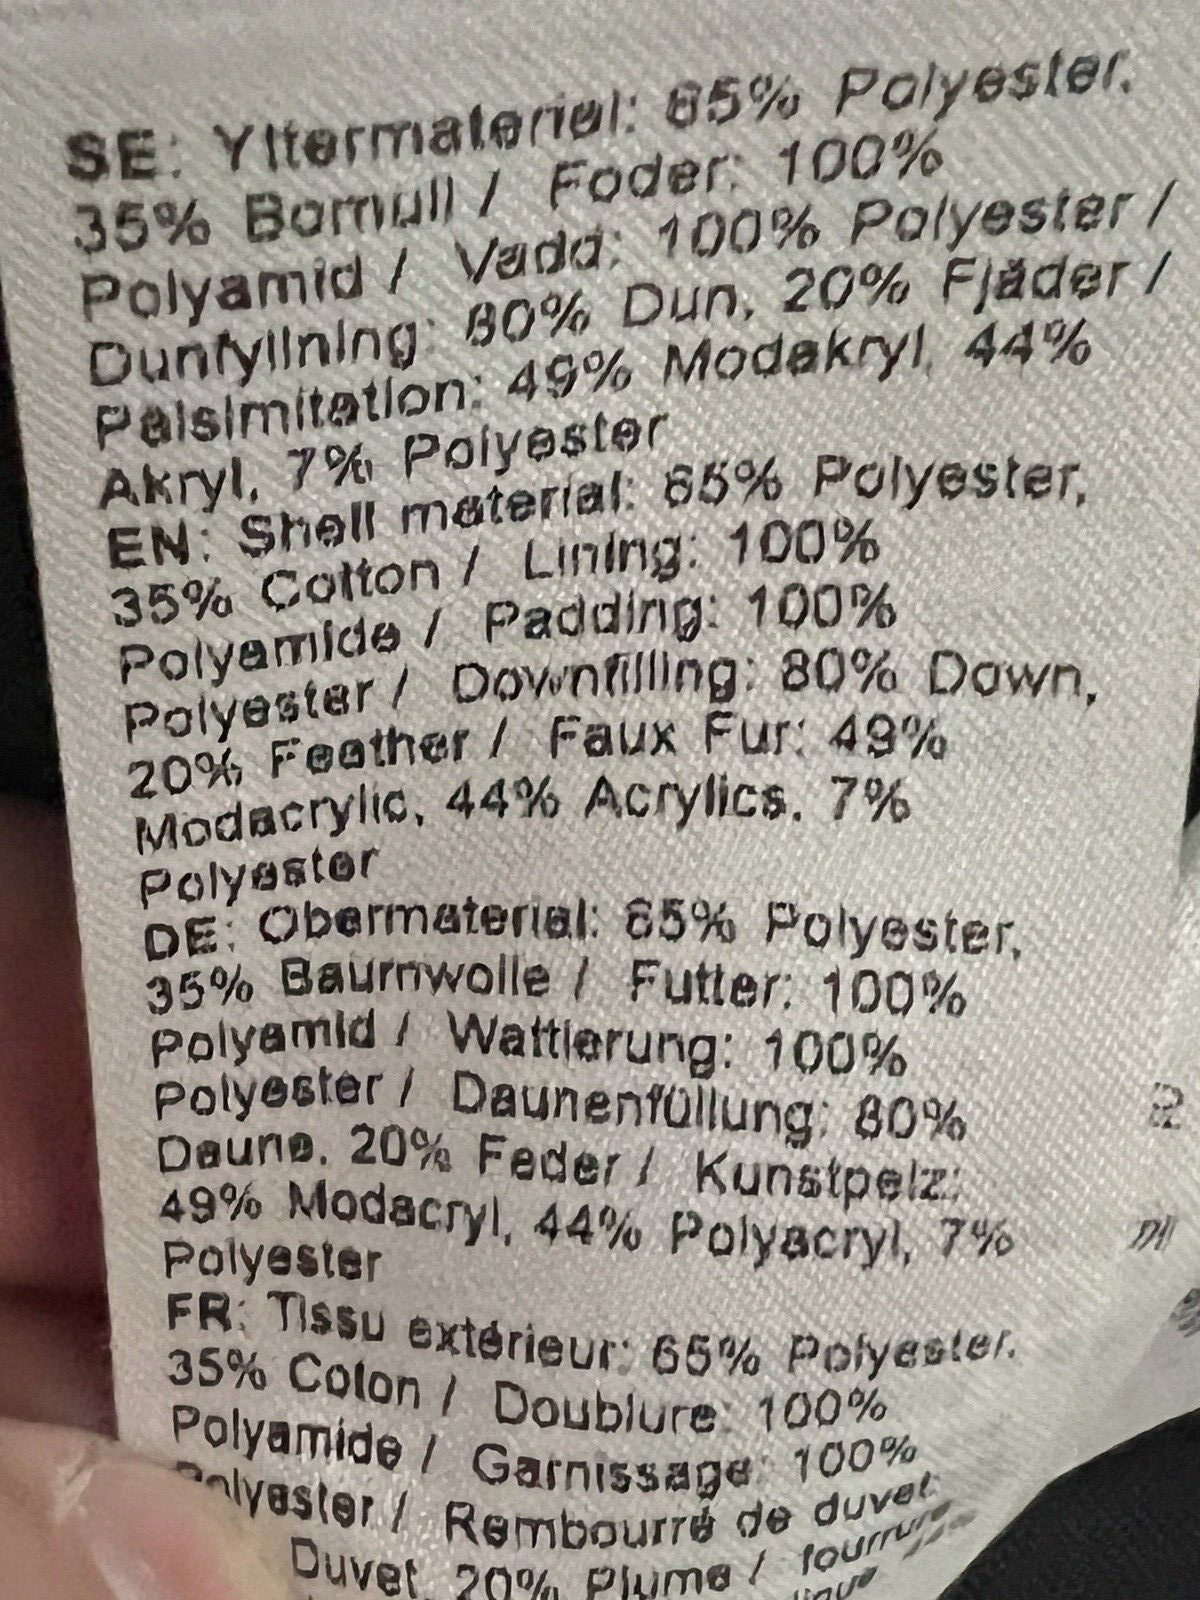 SE: Yttermaterial: 65% Polyester,
35% Bomull / Foder: 100%
Polyamid / Vadd: 100% Polyester /
Dunfyllning: 80% Dun, 20% Fjäder /
Pälsimitation: 49% Modakryl, 44%
Akryl, 7% Polyester
EN: Shell material: 65% Polyester,
35% Cotton / Lining: 100%
Polyamide / Padding: 100%
Polyester / Downfilling: 80% Down,
20% Feather / Faux Fur: 49%
Modacrylic, 44% Acrylics, 7%
Polyester
DE: Obermaterial: 65% Polyester,
35% Baumwolle / Futter: 100%
Polyamid / Wattierung: 100%
Polyester / Daunenfüllung: 80%
Daune, 20% Feder / Kunstpelz:
49% Modacryl, 44% Polyacryl, 7%
Polyester
FR: Tissu extérieur: 65% Polyester,
35% Coton / Doublure: 100%
Polyamide / Garnissage: 100%
Polyester / Rembourré de duvet:
Duvet, 20% Plume / fourrure